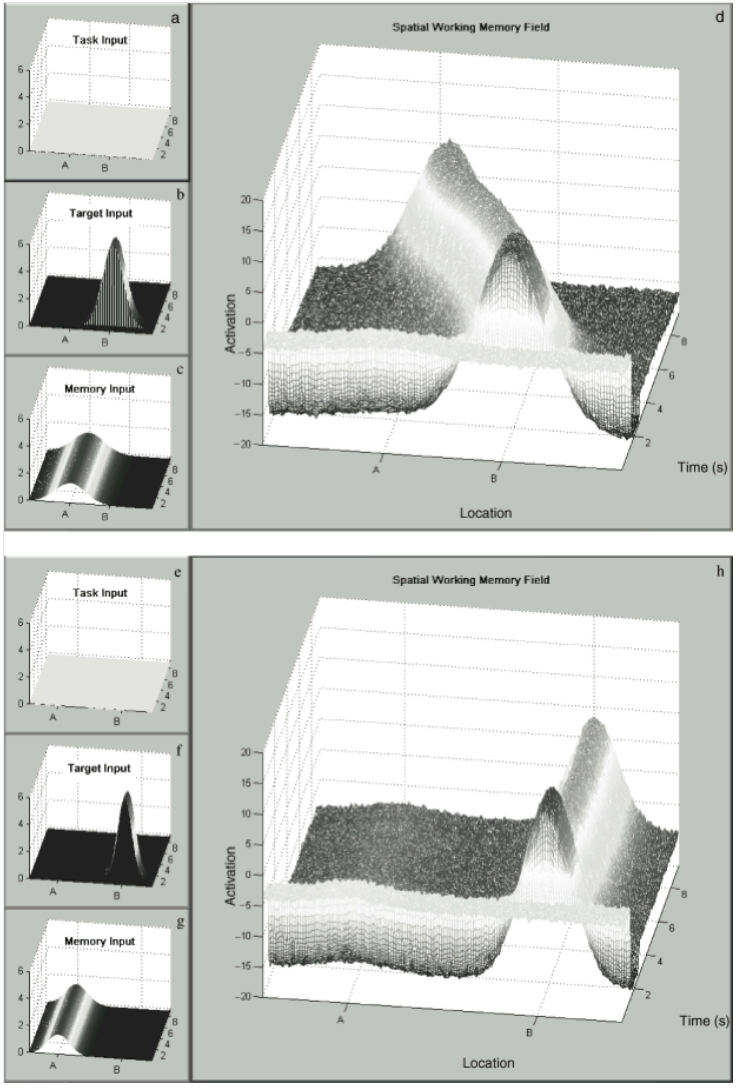 a
Task Input
6
4
2
0
A
B
2
4
6
8
b
Target Input
6
4
2
0
A
B
2
4
6
8
c
Memory Input
6
4
2
0
A
B
2
4
6
8
d
Spatial Working Memory Field
20
15
10
5
0
-5
-10
-15
-20
Activation
A
B
Location
2
4
6
8
Time (s)
e
Task Input
6
4
2
0
A
B
2
4
6
8
f
Target Input
6
4
2
0
A
B
2
4
6
8
g
Memory Input
6
4
2
0
A
B
2
4
6
8
h
Spatial Working Memory Field
20
15
10
5
0
-5
-10
-15
-20
Activation
A
B
Location
2
4
6
8
Time (s)